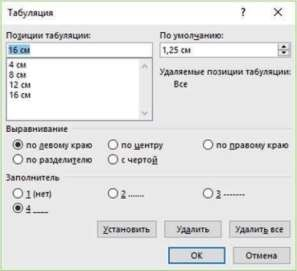 Табуляция ? ×
Позиции табуляции: По умолчанию:
16 см 1,25 см
4 см
8 см
12 см
16 см
Удаляемые позиции табуляции:
Все
Выравнивание
по левому краю по центру по правому краю
по разделителю с чертой
Заполнитель
1 (нет) 2 ....... 3 -------
4 ____
Установить Удалить Удалить все
ОК Отмена